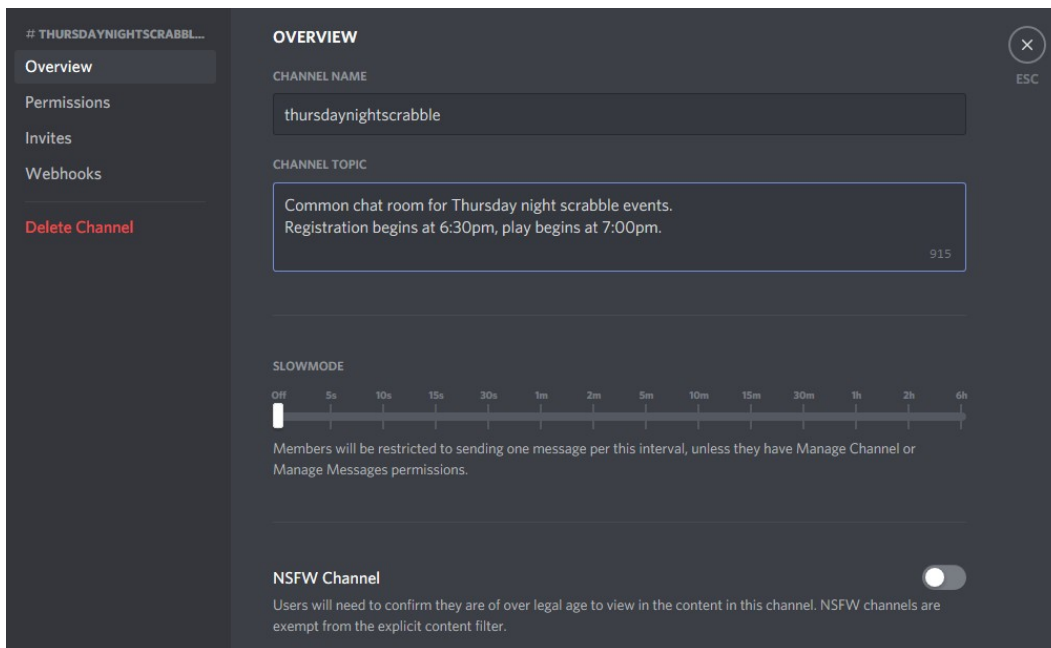 # THURSDAYNIGHTSCRABBL...
Overview
Permissions
Invites
Webhooks
Delete Channel
OVERVIEW
ESC
CHANNEL NAME
thursdaynightscrabble
CHANNEL TOPIC
Common chat room for Thursday night scrabble events.
Registration begins at 6:30pm, play begins at 7:00pm.
915
SLOWMODE
Off 5s 10s 15s 30s 1m 2m 5m 10m 15m 30m 1h 2h 6h
Members will be restricted to sending one message per this interval, unless they have Manage Channel or
Manage Messages permissions.
NSFW Channel
Users will need to confirm they are of over legal age to view in the content in this channel. NSFW channels are
exempt from the explicit content filter.